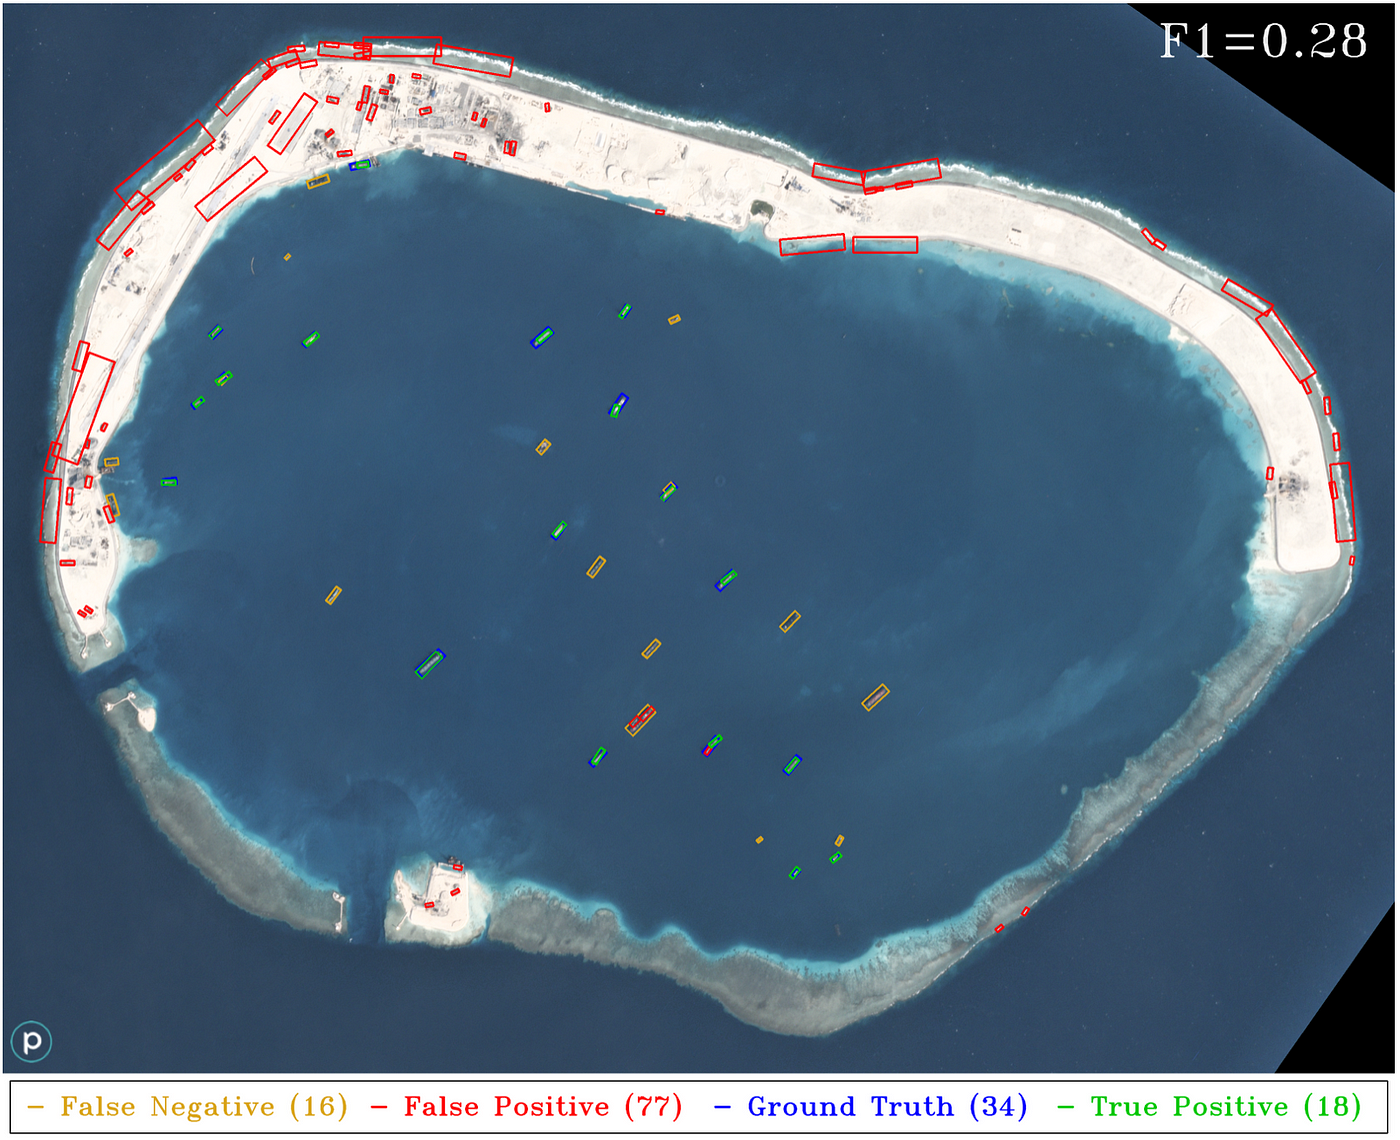 F1=0.28
p
– False Negative (16) – False Positive (77) – Ground Truth (34) – True Positive (18)